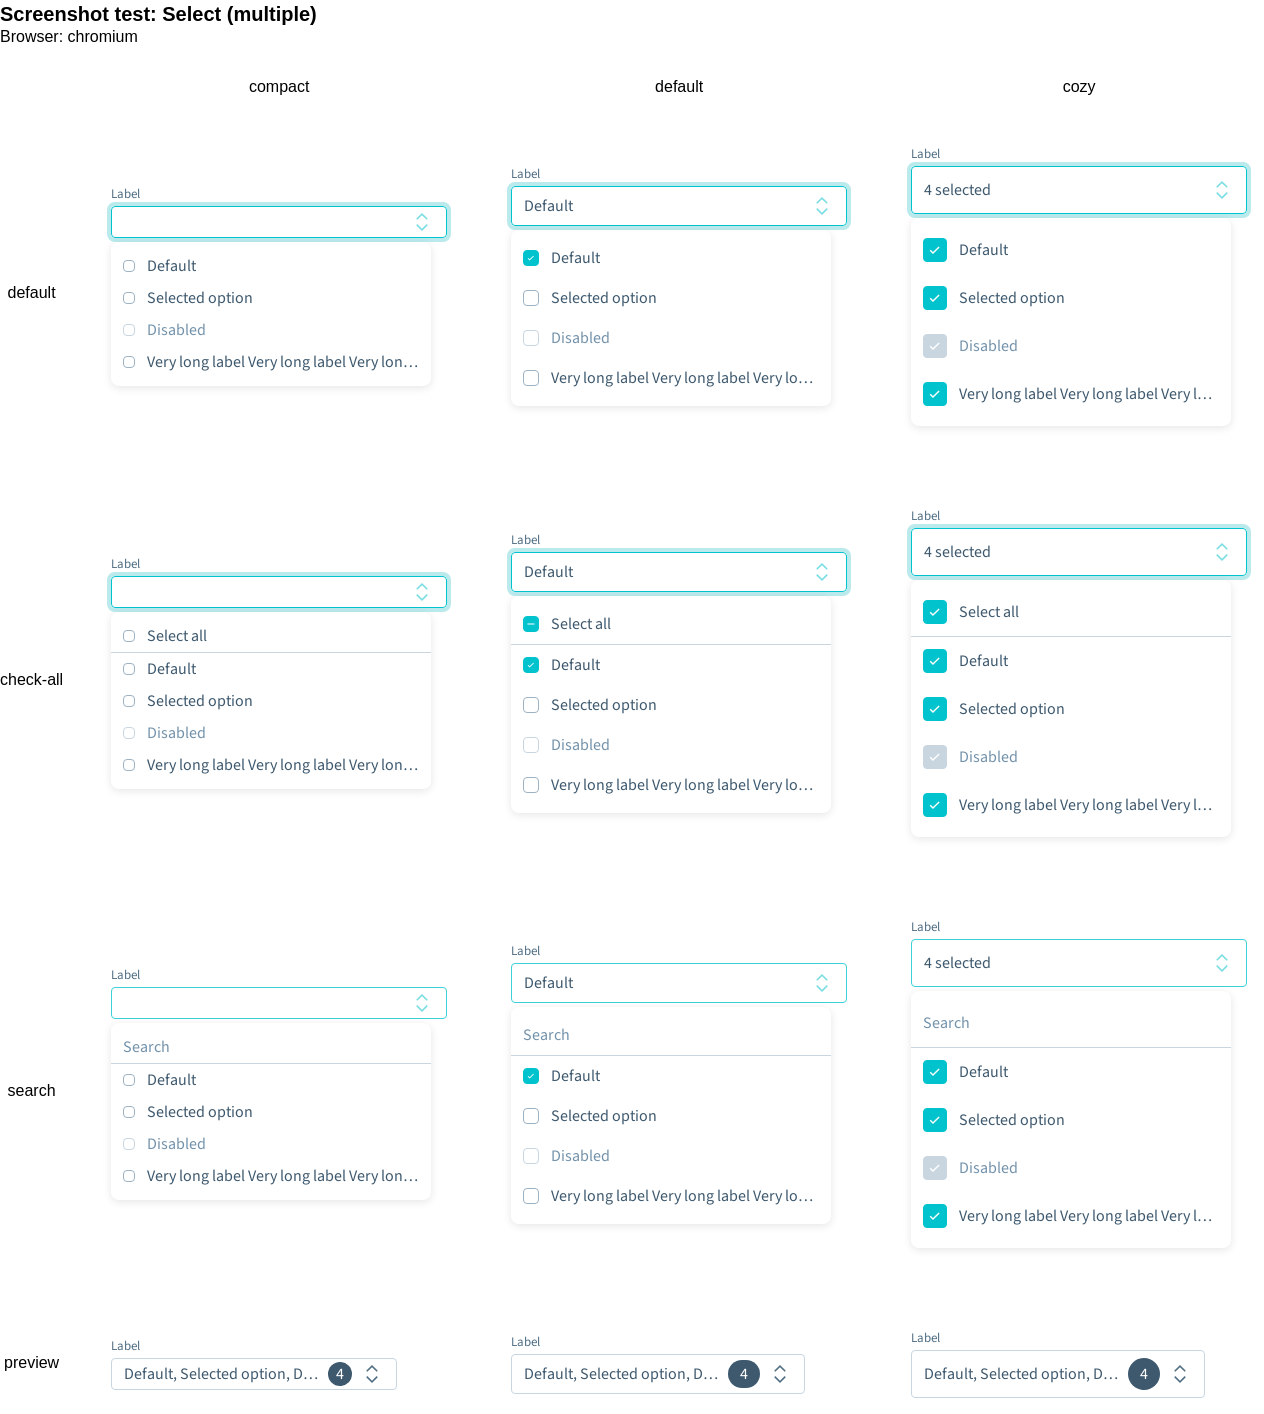 Screenshot test: Select (multiple)
Browser: chromium
compact
default
cozy
default
Label
Default
Selected option
Disabled
Very long label Very long label Very lon…
Label
Default
Default
Selected option
Disabled
Very long label Very long label Very lo…
Label
4 selected
Default
Selected option
Disabled
Very long label Very long label Very l…
check-all
Label
Select all
Default
Selected option
Disabled
Very long label Very long label Very lon…
Label
Default
Select all
Default
Selected option
Disabled
Very long label Very long label Very lo…
Label
4 selected
Select all
Default
Selected option
Disabled
Very long label Very long label Very l…
search
Label
Search
Default
Selected option
Disabled
Very long label Very long label Very lon…
Label
Default
Search
Default
Selected option
Disabled
Very long label Very long label Very lo…
Label
4 selected
Search
Default
Selected option
Disabled
Very long label Very long label Very l…
preview
Label
Default, Selected option, D… 4
Label
Default, Selected option, D… 4
Label
Default, Selected option, D… 4